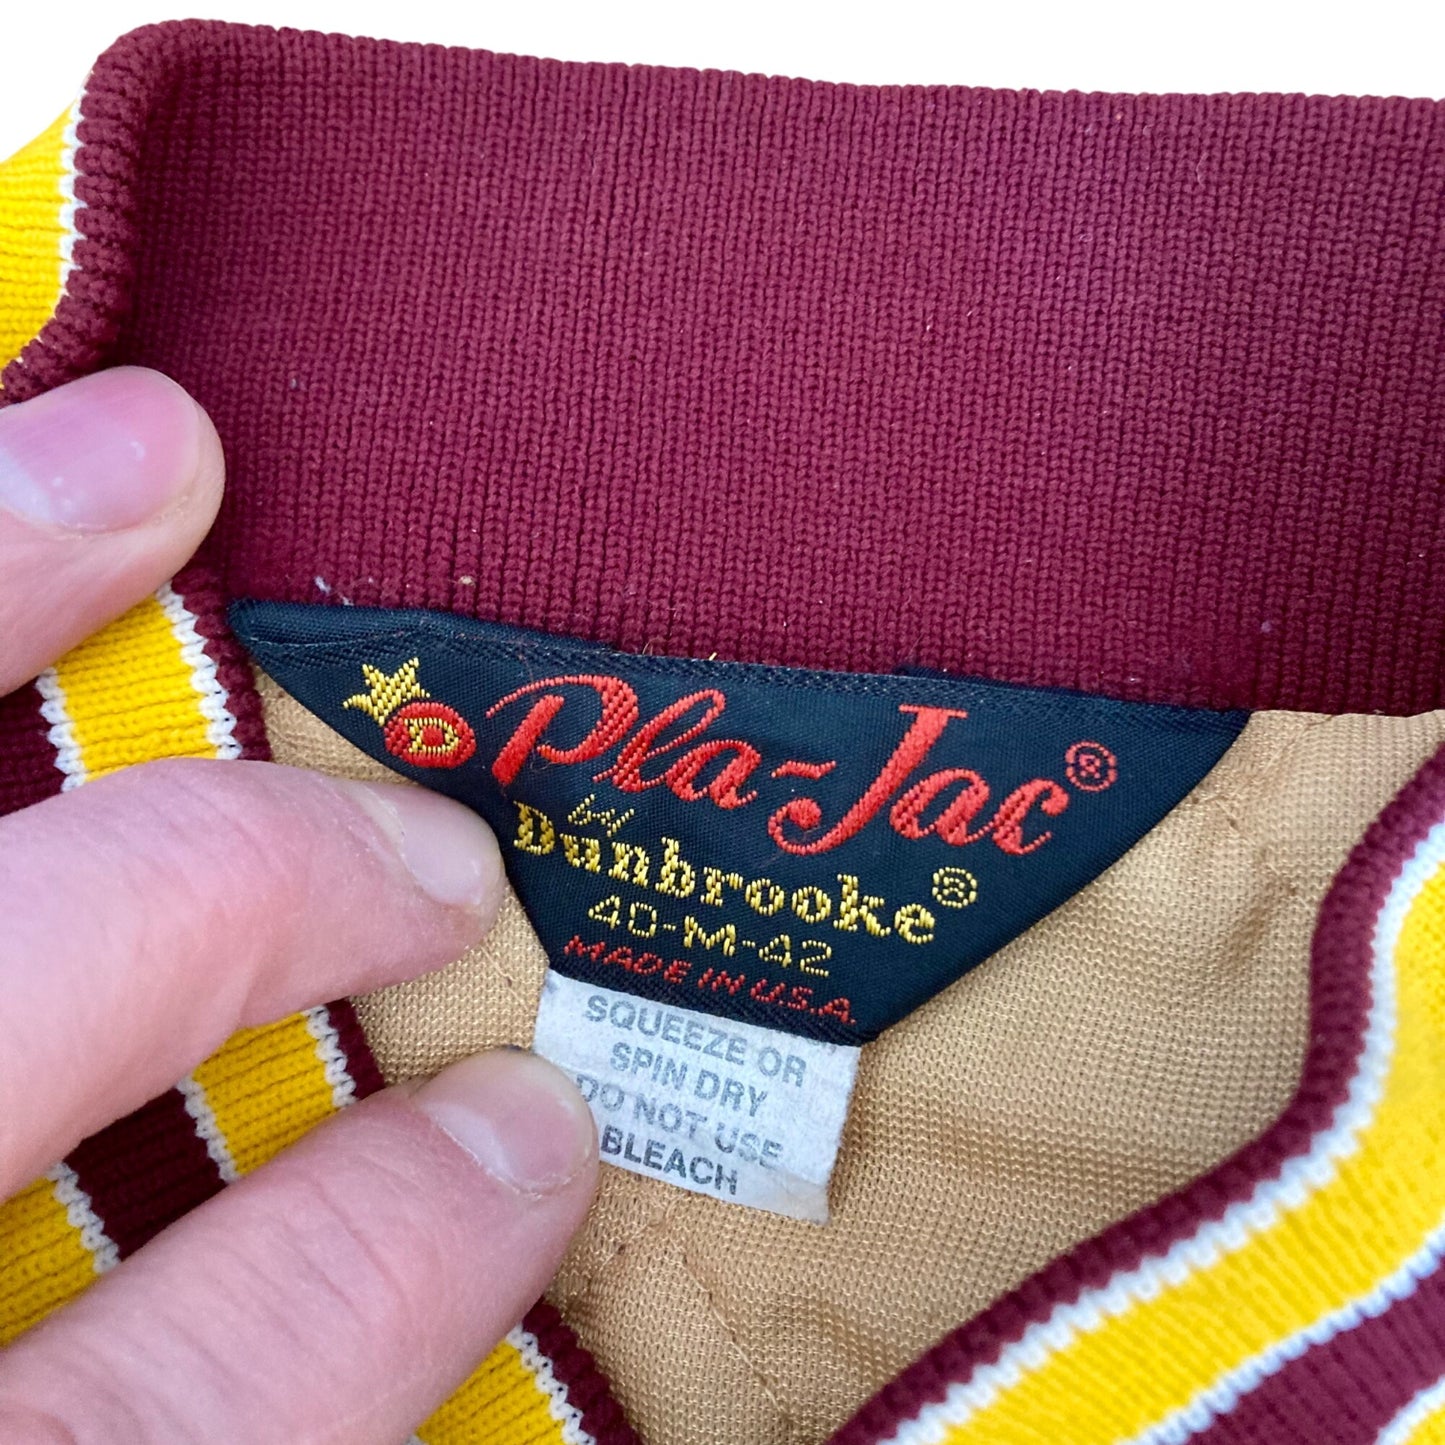 D
Pla-Jac®
by
Dunbrooke®
40-M-42
MADE IN U.S.A.
SQUEEZE OR
SPIN DRY
DO NOT USE
BLEACH